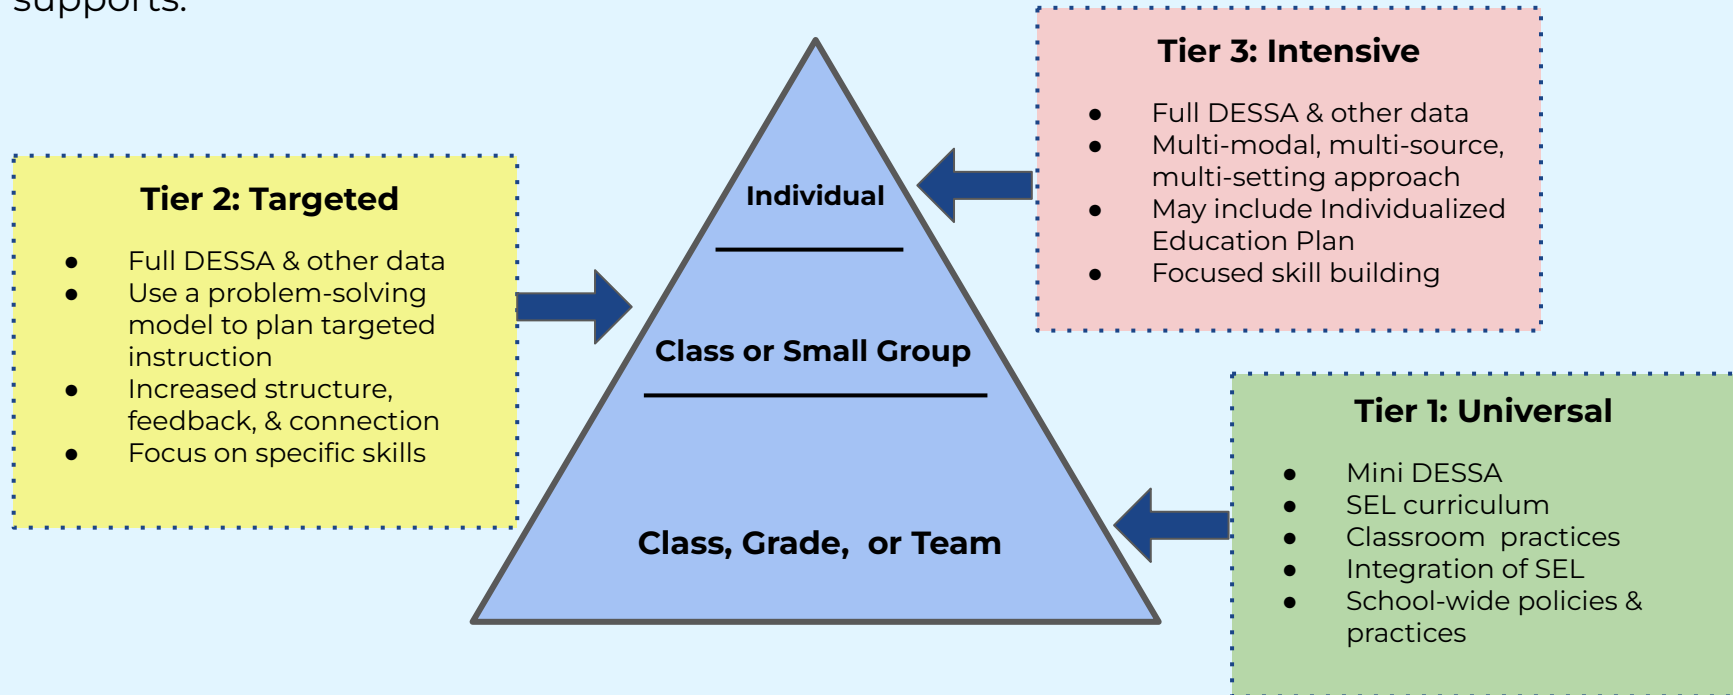 supports.
Tier 3: Intensive
● Full DESSA & other data
● Multi-modal, multi-source,
multi-setting approach
● May include Individualized
Education Plan
● Focused skill building
Tier 2: Targeted
● Full DESSA & other data
● Use a problem-solving
model to plan targeted
instruction
● Increased structure,
feedback, & connection
● Focus on specific skills
Individual
Class or Small Group
Class, Grade, or Team
Tier 1: Universal
● Mini DESSA
● SEL curriculum
● Classroom practices
● Integration of SEL
● School-wide policies &
practices